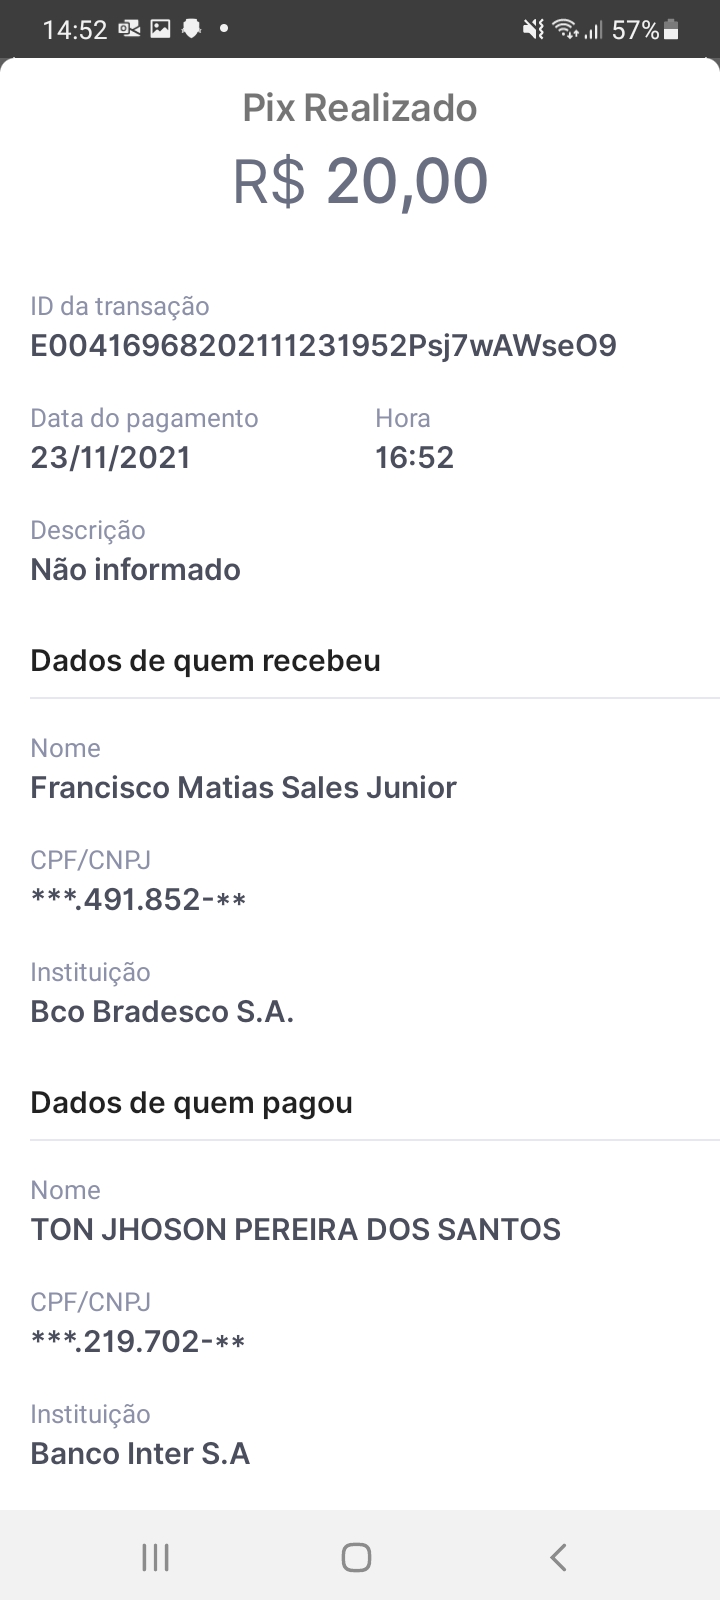 14:52
57%
Pix Realizado
R$ 20,00
ID da transação
E00416968202111231952Psj7wAWseO9
Data do pagamento
Hora
23/11/2021
16:52
Descrição
Não informado
Dados de quem recebeu
Nome
Francisco Matias Sales Junior
CPF/CNPJ
***.491.852-**
Instituição
Bco Bradesco S.A.
Dados de quem pagou
Nome
TON JHOSON PEREIRA DOS SANTOS
CPF/CNPJ
***.219.702-**
Instituição
Banco Inter S.A